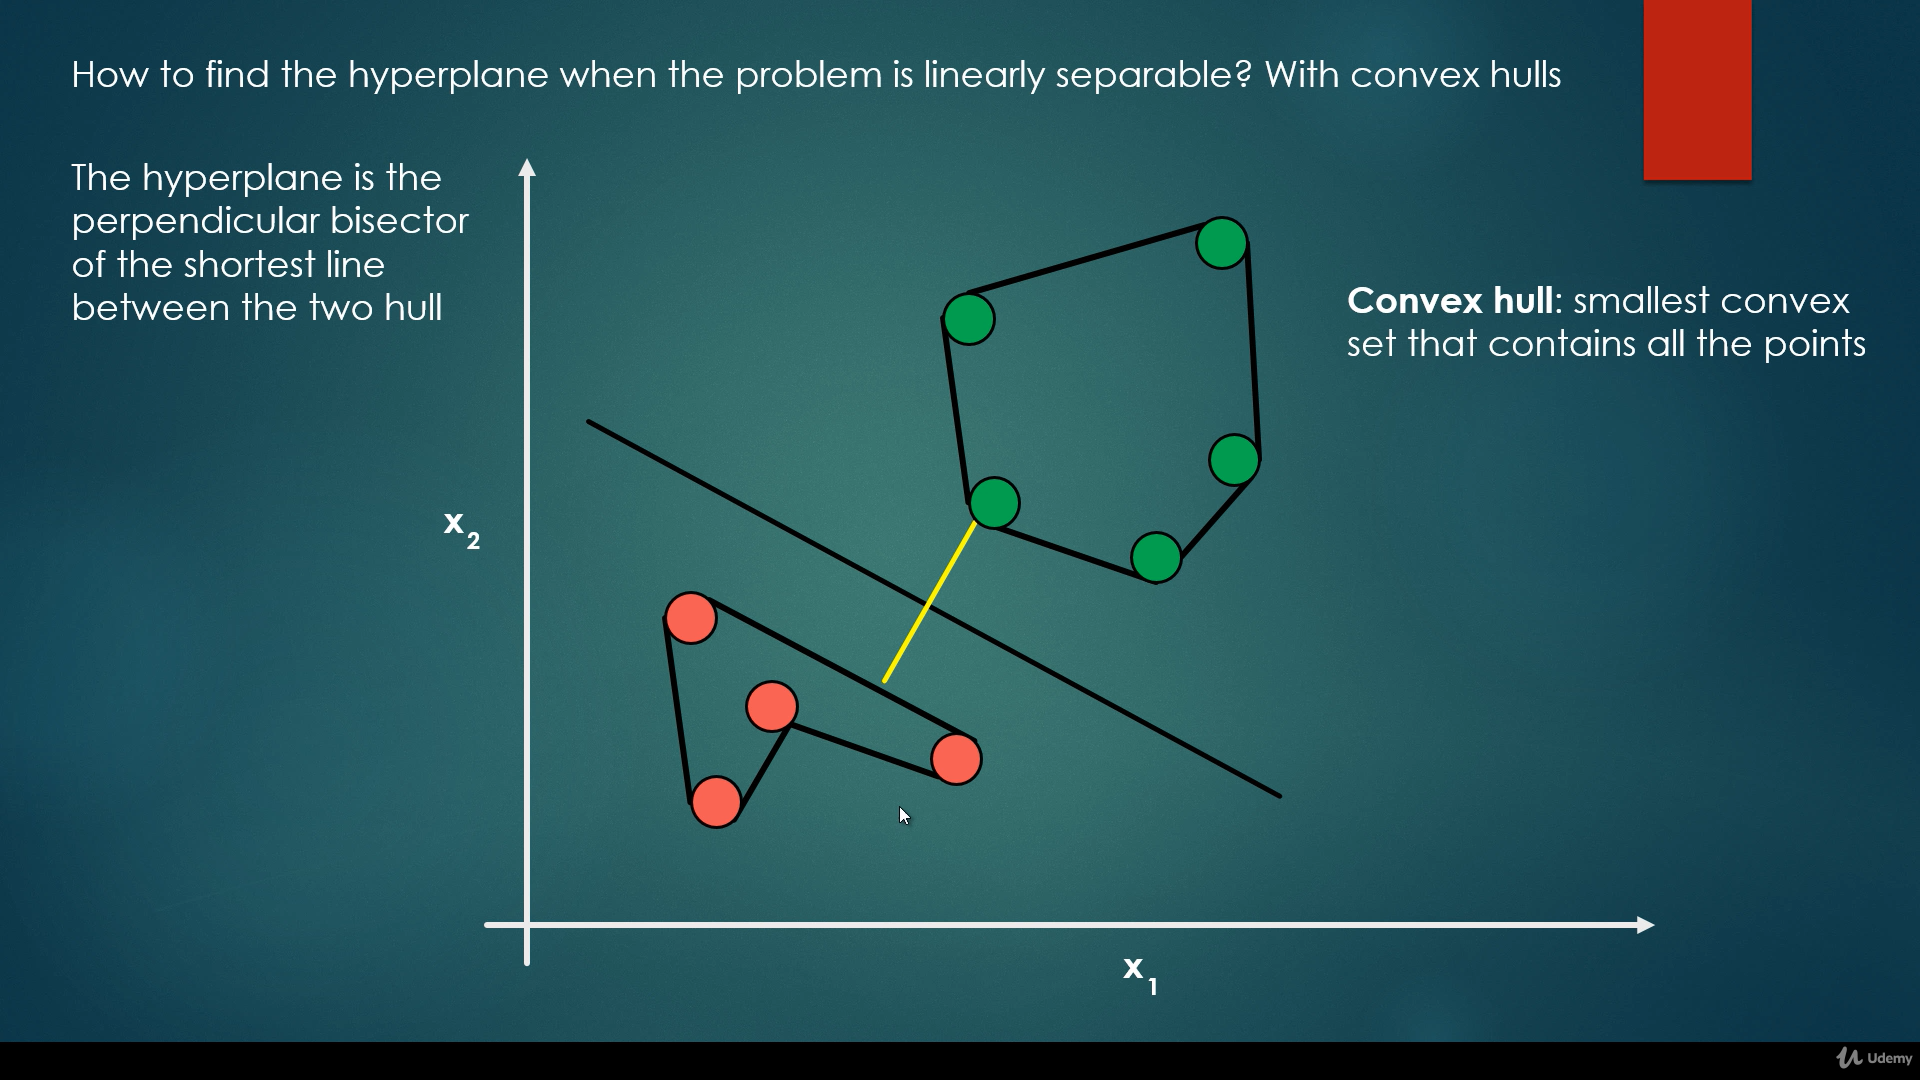 How to find the hyperplane when the problem is linearly separable? With convex hulls
The hyperplane is the
perpendicular bisector
of the shortest line
between the two hull
Convex hull: smallest convex
set that contains all the points
x2
x1
Udemy